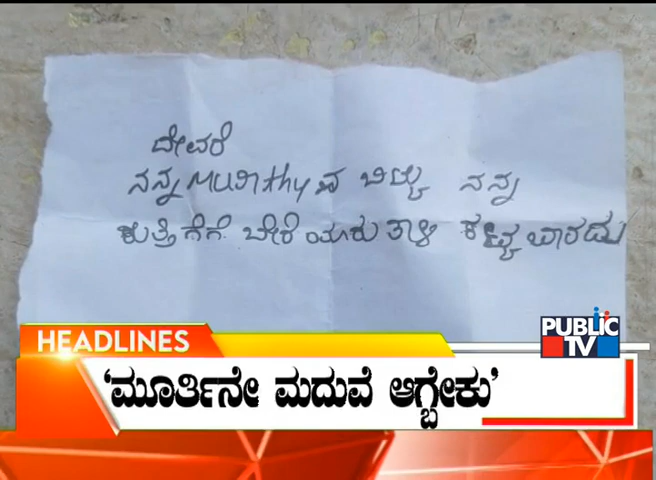 ದೇವರೆ
ನನ್ನ Murthy ವ ಬಿಟ್ಟು ನನ್ನ
ಕುತ್ತಿಗೆಗೆ ಬೇರೆ ಯಾರು ತಾಳಿ ಕಟ್ಟಬಾರದು
HEADLINES
PUBLIC
TV
‘ಮೂರ್ತಿನೇ ಮದುವೆ ಆಗ್ಬೇಕು’